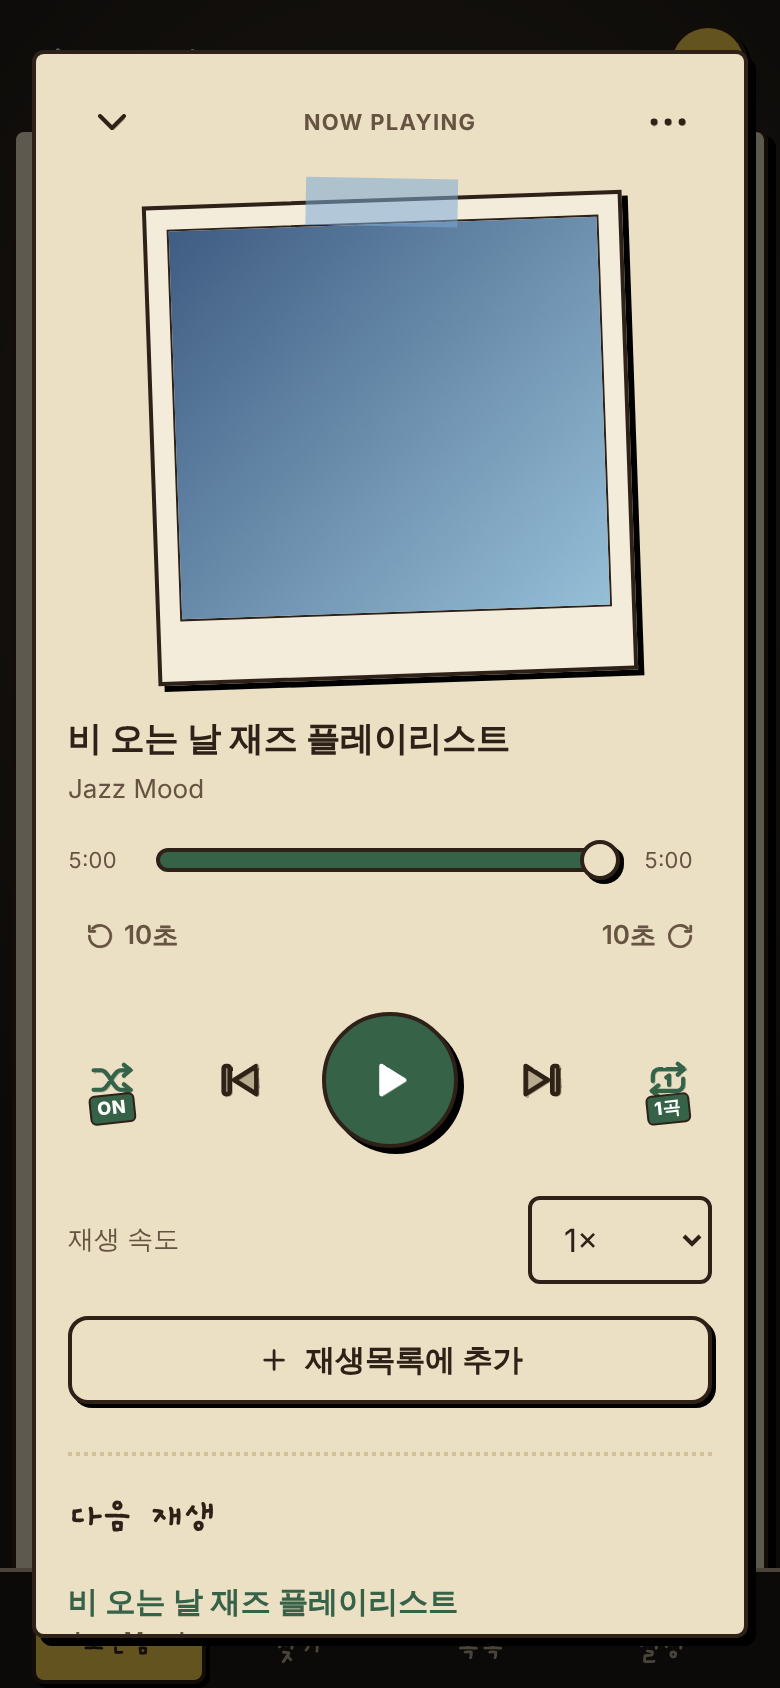 NOW PLAYING
비 오는 날 재즈 플레이리스트
Jazz Mood
5:00 5:00
10초 10초
ON 1 1곡
재생 속도 1×
+ 재생목록에 추가
다음 재생
비 오는 날 재즈 플레이리스트